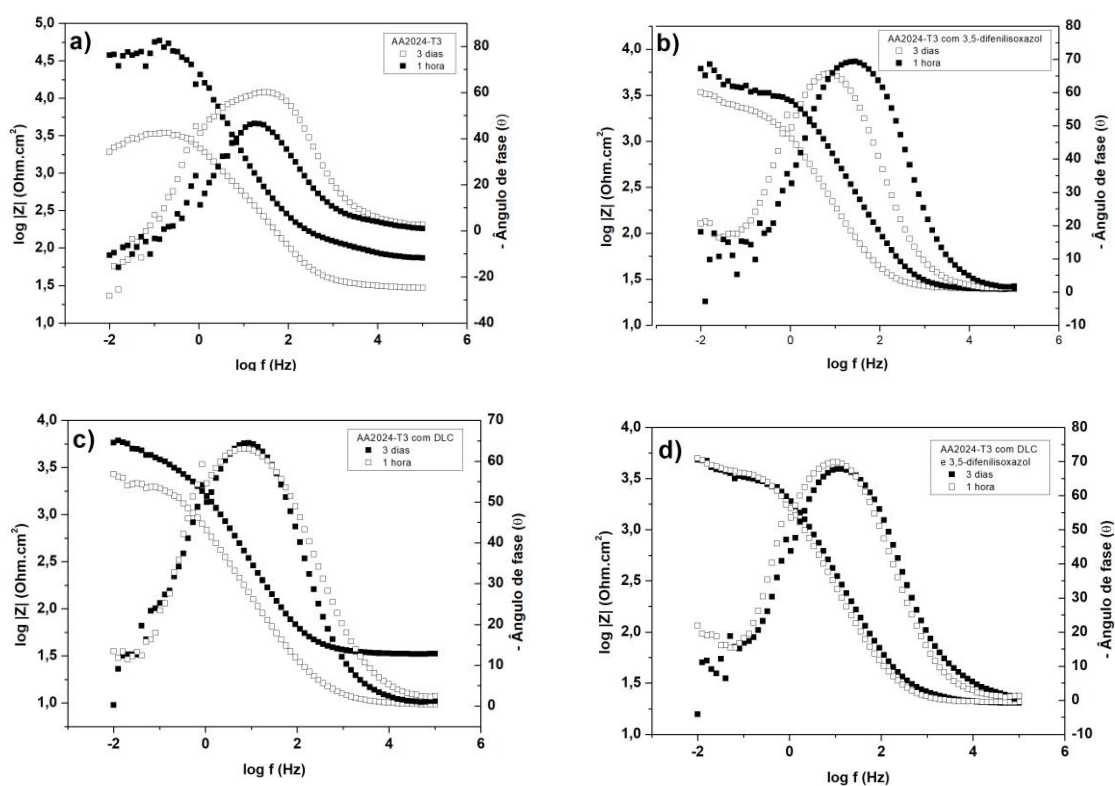 a)
AA2024-T3
3 dias
1 hora
log |Z| (Ohm.cm²)
5,0
4,5
4,0
3,5
3,0
2,5
2,0
1,5
1,0
80
60
40
20
0
-20
-40
- Ângulo de fase (θ)
-2 0 2 4 6
log f (Hz)
b)
AA2024-T3 com 3,5-difenilisoxazol
3 dias
1 hora
log |Z| (Ohm.cm²)
4,0
3,5
3,0
2,5
2,0
1,5
1,0
80
70
60
50
40
30
20
10
0
-10
- Ângulo de fase (θ)
-2 0 2 4 6
log f (Hz)
c)
AA2024-T3 com DLC
3 dias
1 hora
log |Z| (Ohm.cm²)
4,0
3,5
3,0
2,5
2,0
1,5
1,0
70
60
50
40
30
20
10
0
- Ângulo de fase (θ)
-2 0 2 4 6
log f (Hz)
d)
AA2024-T3 com DLC
e 3,5-difenilisoxazol
3 dias
1 hora
log |Z| (Ohm.cm²)
4,0
3,5
3,0
2,5
2,0
1,5
1,0
80
70
60
50
40
30
20
10
0
-10
- Ângulo de fase (θ)
-2 0 2 4 6
log f (Hz)